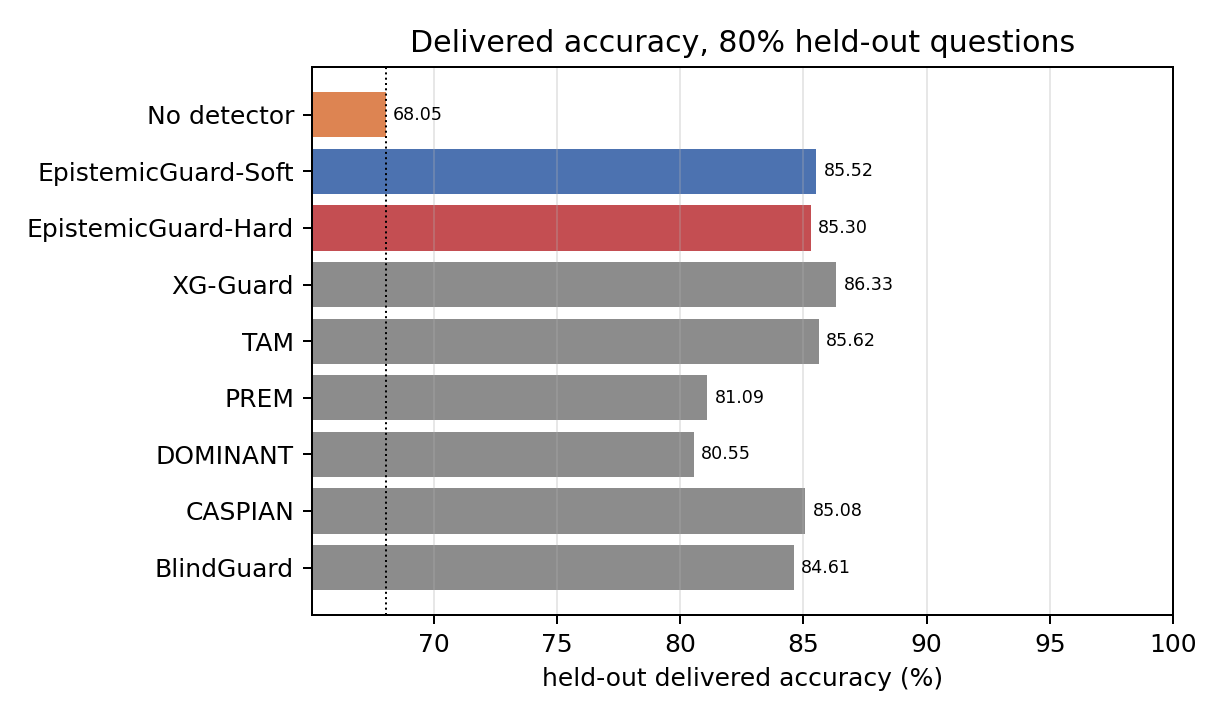 Delivered accuracy, 80% held-out questions
No detector
68.05
EpistemicGuard-Soft
85.52
EpistemicGuard-Hard
85.30
XG-Guard
86.33
TAM
85.62
PREM
81.09
DOMINANT
80.55
CASPIAN
85.08
BlindGuard
84.61
70 75 80 85 90 95 100
held-out delivered accuracy (%)